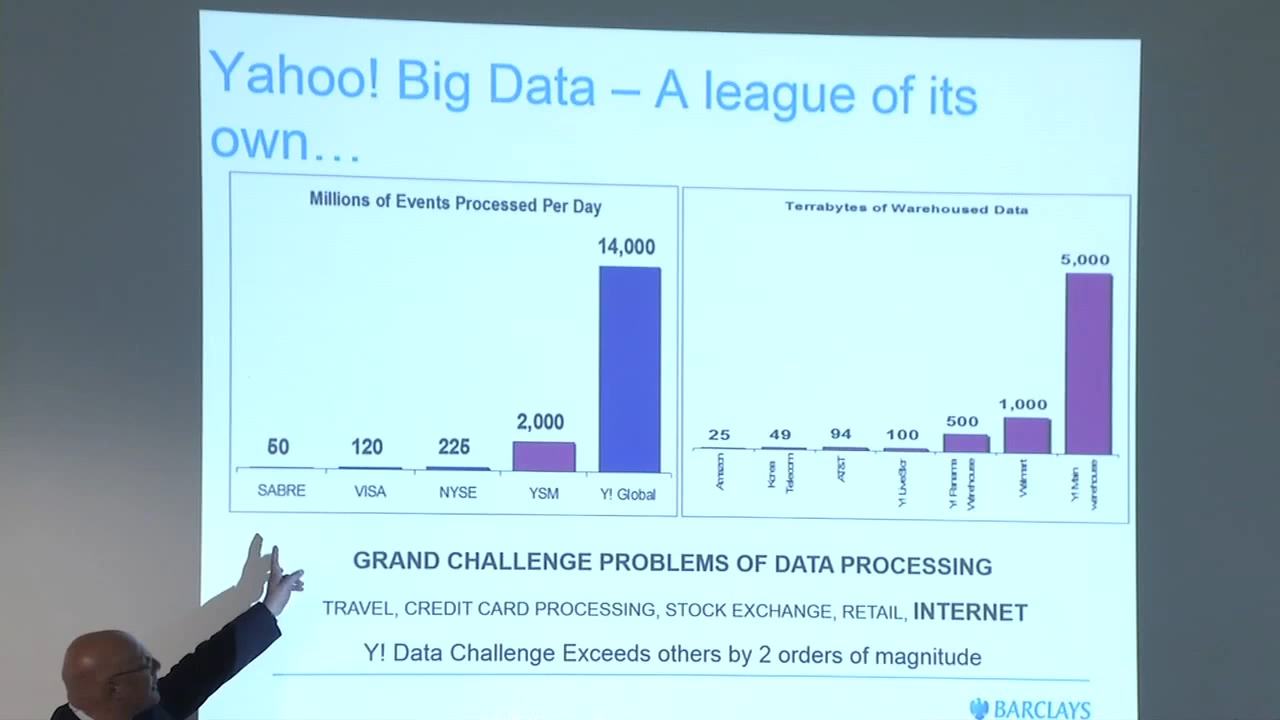 Yahoo! Big Data – A league of its
own…
Millions of Events Processed Per Day
14,000
2,000
50
120
225
SABRE
VISA
NYSE
YSM
Y! Global
Terrabytes of Warehoused Data
5,000
1,000
500
25
49
94
100
Amazon
Korea
Telecom
AT&T
Y! LiveStor
Y! Panama
Warehouse
Walmart
Y! Main
warehouse
GRAND CHALLENGE PROBLEMS OF DATA PROCESSING
TRAVEL, CREDIT CARD PROCESSING, STOCK EXCHANGE, RETAIL, INTERNET
Y! Data Challenge Exceeds others by 2 orders of magnitude
BARCLAYS